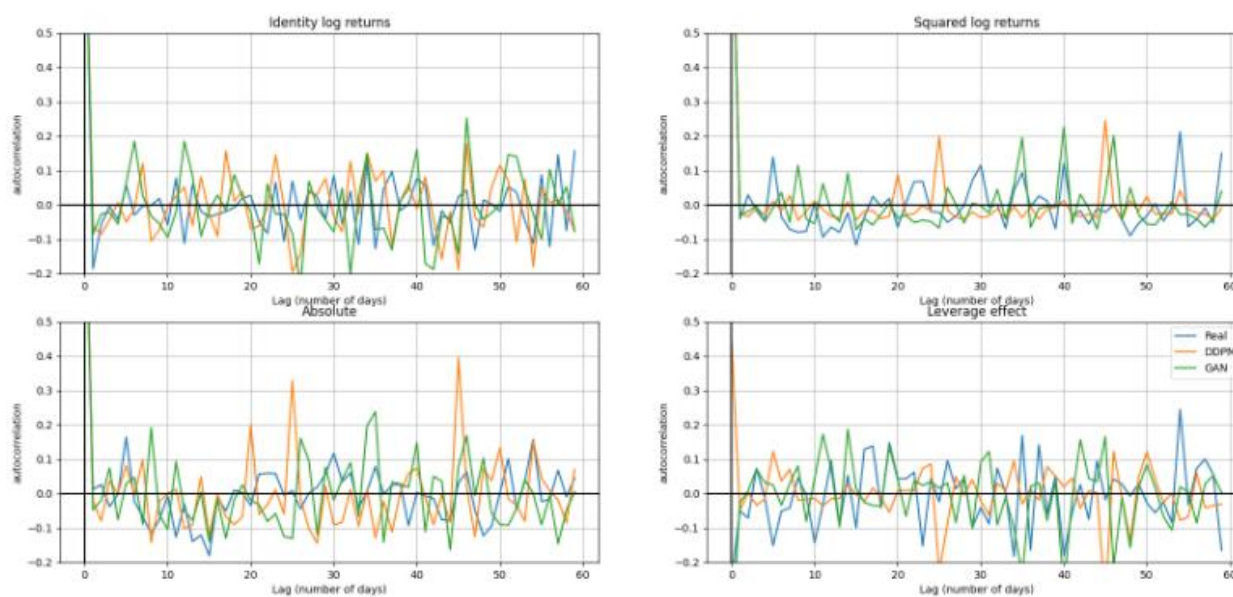 Identity log returns
0.5
0.4
0.3
0.2
0.1
0.0
−0.1
−0.2
autocorrelation
0 10 20 30 40 50 60
Lag (number of days)
Squared log returns
0.5
0.4
0.3
0.2
0.1
0.0
−0.1
−0.2
autocorrelation
0 10 20 30 40 50 60
Lag (number of days)
Absolute
0.5
0.4
0.3
0.2
0.1
0.0
−0.1
−0.2
autocorrelation
0 10 20 30 40 50 60
Lag (number of days)
Leverage effect
0.5
0.4
0.3
0.2
0.1
0.0
−0.1
−0.2
autocorrelation
0 10 20 30 40 50 60
Lag (number of days)
Real
DDPM
GAN